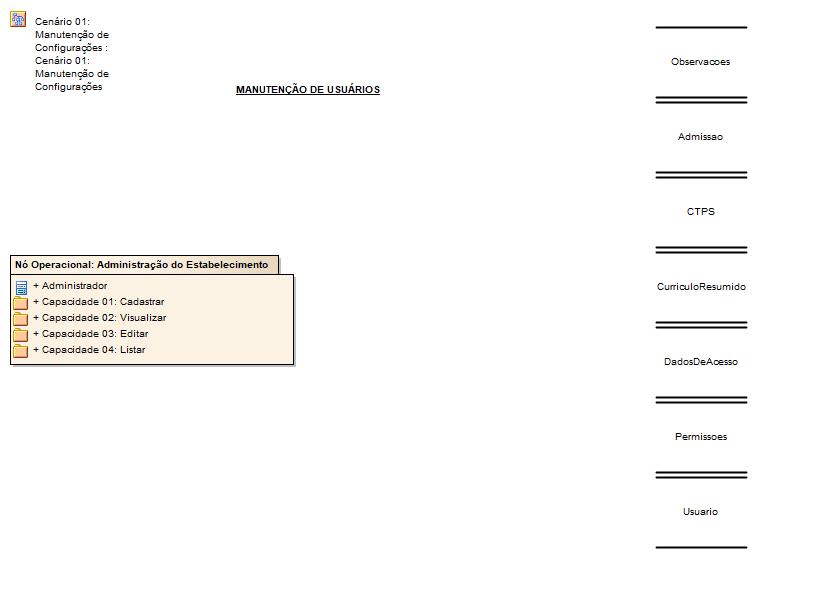 Cenário 01:
Manutenção de
Configurações :
Cenário 01:
Manutenção de
Configurações
MANUTENÇÃO DE USUÁRIOS
Nó Operacional: Administração do Estabelecimento
+ Administrador
+ Capacidade 01: Cadastrar
+ Capacidade 02: Visualizar
+ Capacidade 03: Editar
+ Capacidade 04: Listar
Observacoes
Admissao
CTPS
CurriculoResumido
DadosDeAcesso
Permissoes
Usuario